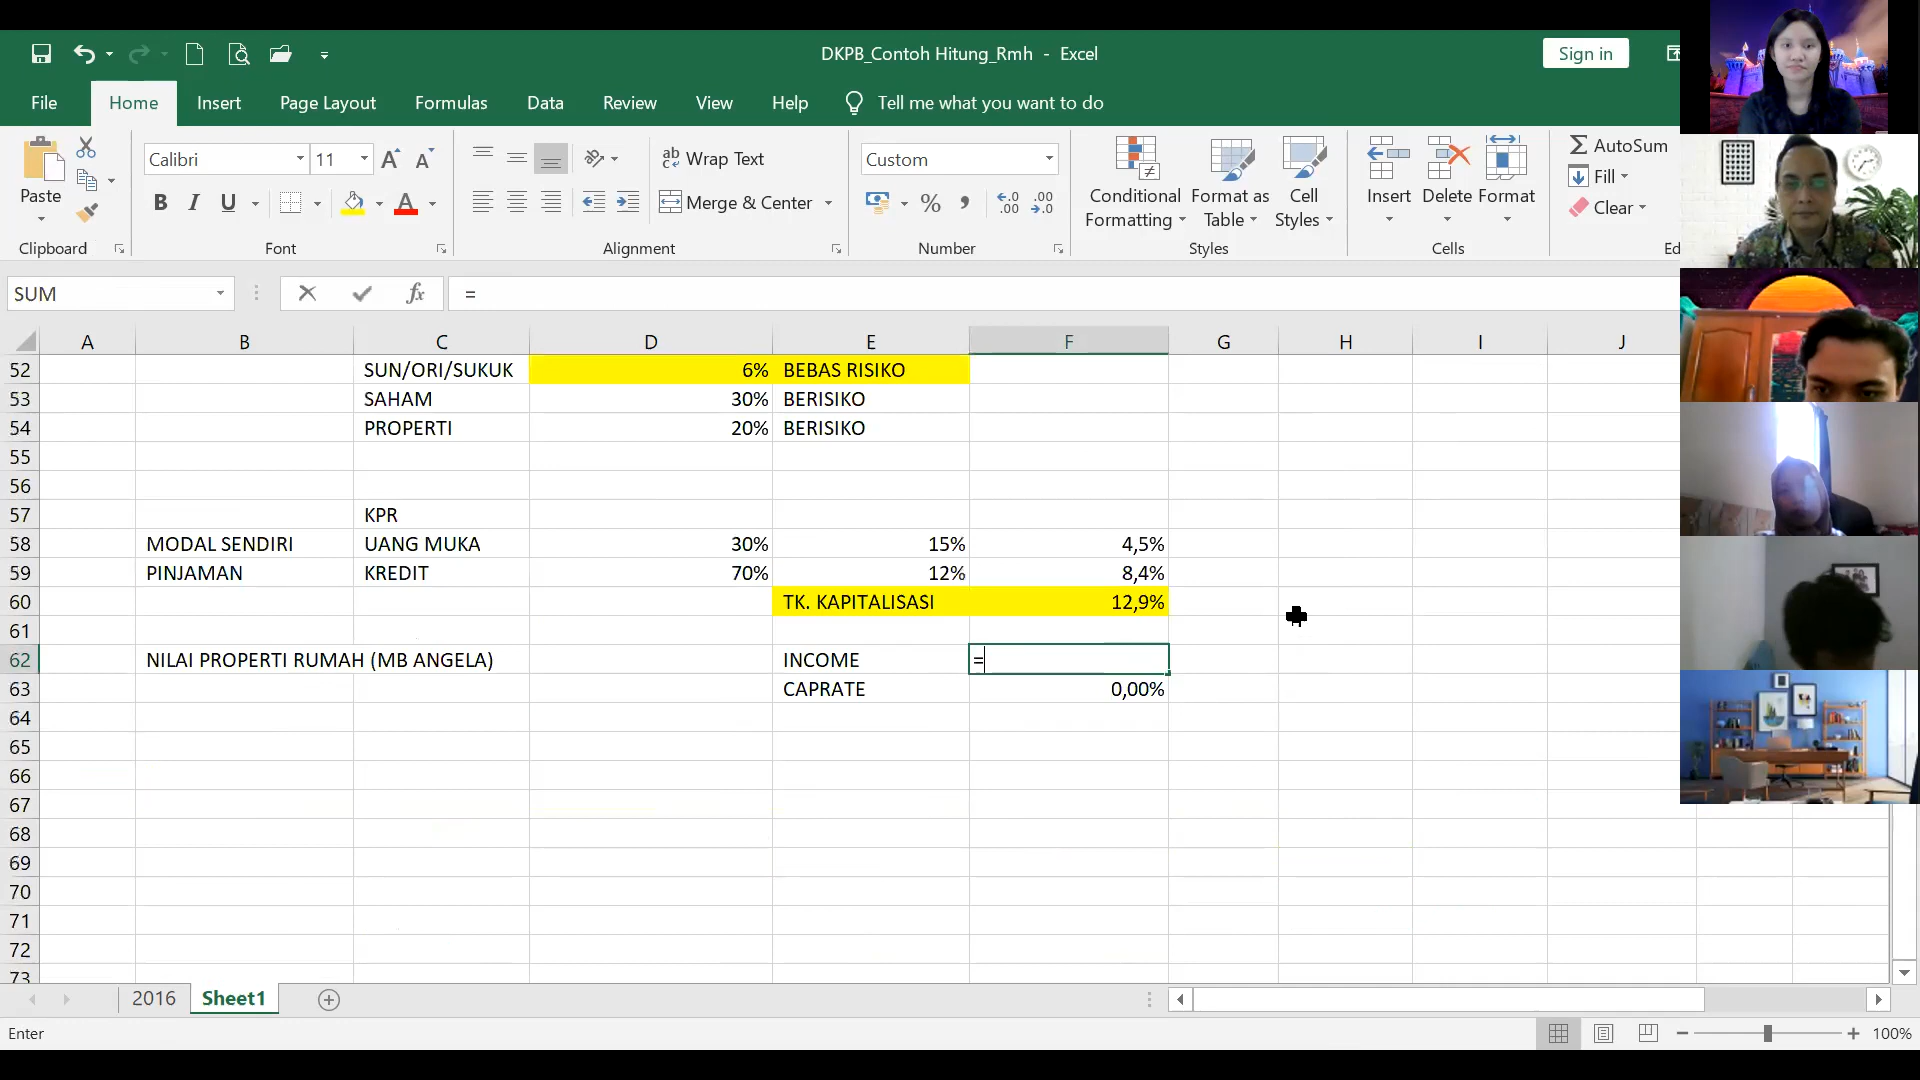 DKPB_Contoh Hitung_Rmh - Excel
Sign in
File Home Insert Page Layout Formulas Data Review View Help Tell me what you want to do
Paste
Clipboard
Calibri 11
B I U
Font
ab Wrap Text
Merge & Center
Alignment
Custom
%
Number
Conditional Formatting
Format as Table
Cell Styles
Styles
Insert Delete Format
Cells
AutoSum
Fill
Clear
Ed
SUM fx =
A B C D E F G H I J
52 SUN/ORI/SUKUK 6% BEBAS RISIKO
53 SAHAM 30% BERISIKO
54 PROPERTI 20% BERISIKO
55
56
57 KPR
58 MODAL SENDIRI UANG MUKA 30% 15% 4,5%
59 PINJAMAN KREDIT 70% 12% 8,4%
60 TK. KAPITALISASI 12,9%
61
62 NILAI PROPERTI RUMAH (MB ANGELA) INCOME =
63 CAPRATE 0,00%
64
65
66
67
68
69
70
71
72
73
2016 Sheet1
Enter
100%